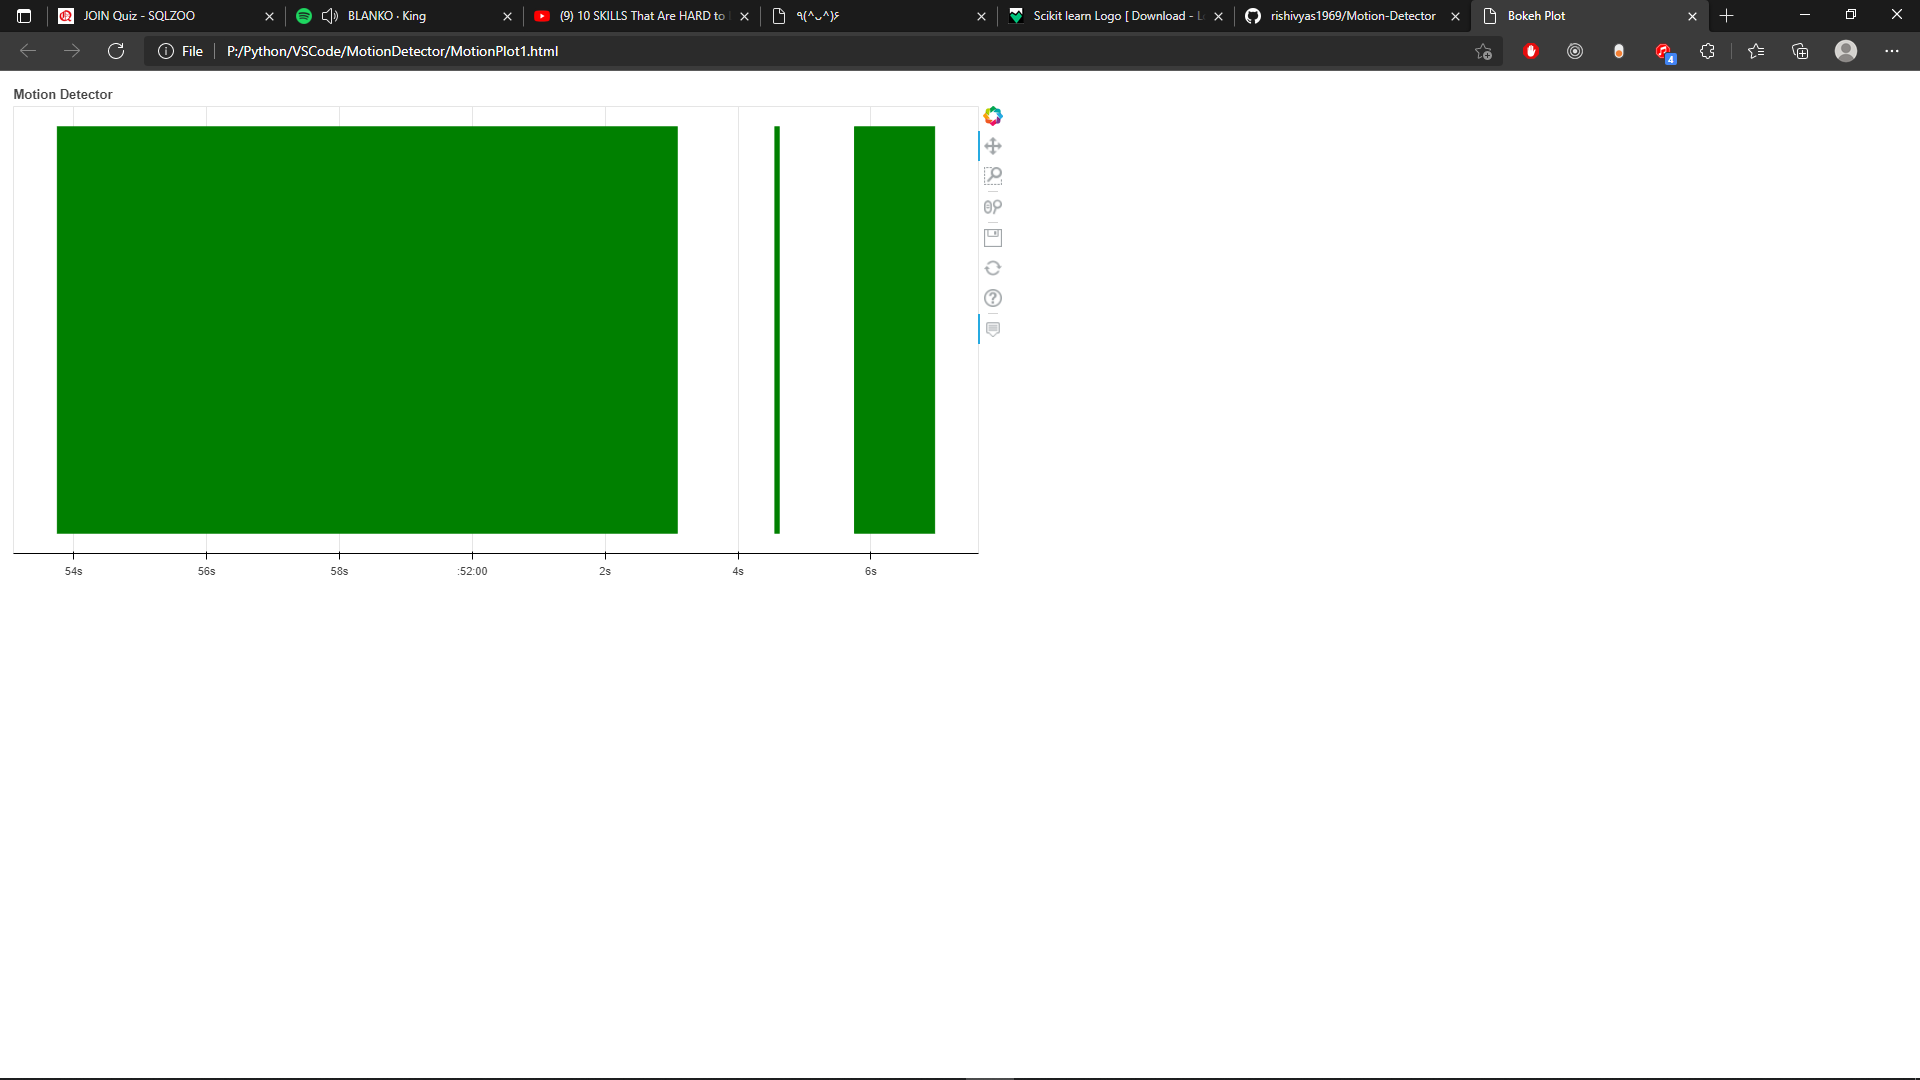 JOIN Quiz - SQLZOO
BLANKO · King
(9) 10 SKILLS That Are HARD to
٩(^ᴗ^)۶
Scikit learn Logo [ Download - L
rishivyas1969/Motion-Detector
Bokeh Plot
File P:/Python/VSCode/MotionDetector/MotionPlot1.html
4
Motion Detector
54s 56s 58s :52:00 2s 4s 6s